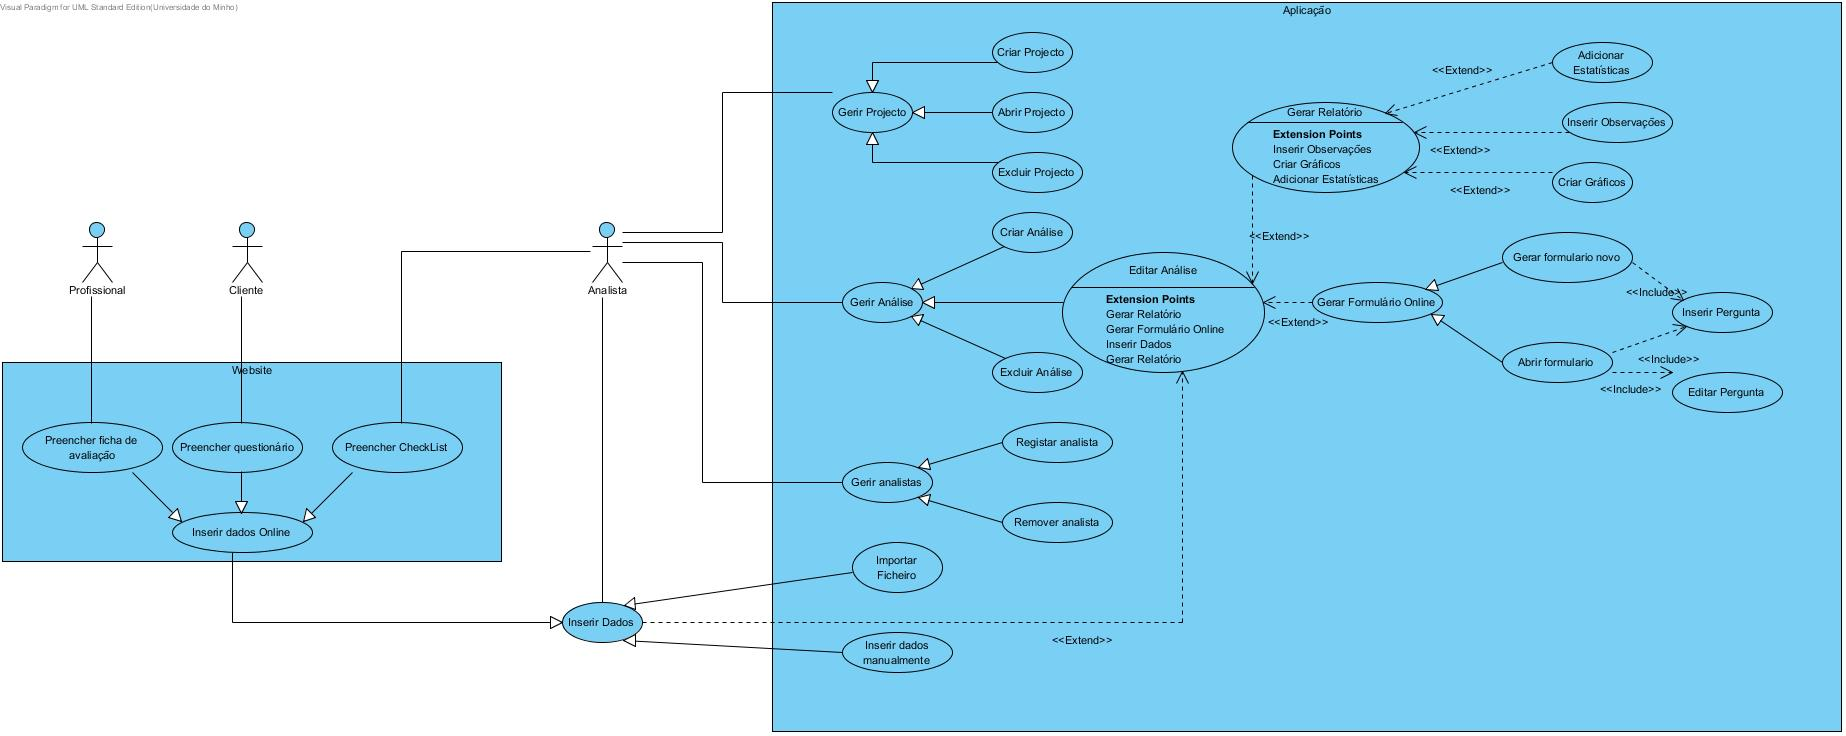 Visual Paradigm for UML Standard Edition(Universidade do Minho)
Aplicação
Criar Projecto
Gerir Projecto
Abrir Projecto
Excluir Projecto
Adicionar
Estatísticas
<<Extend>>
Gerar Relatório
Extension Points
Inserir Observações
Criar Gráficos
Adicionar Estatísticas
Inserir Observações
<<Extend>>
Criar Gráficos
<<Extend>>
Profissional
Cliente
Analista
Criar Análise
Gerir Análise
Excluir Análise
<<Extend>>
Editar Análise
Extension Points
Gerar Relatório
Gerar Formulário Online
Inserir Dados
Gerar Relatório
Gerar Formulário Online
<<Extend>>
Gerar formulario novo
<<Include>>
Inserir Pergunta
Abrir formulario
<<Include>>
<<Include>>
Editar Pergunta
Website
Preencher ficha de
avaliação
Preencher questionário
Preencher CheckList
Inserir dados Online
Registar analista
Gerir analistas
Remover analista
Importar
Ficheiro
Inserir Dados
<<Extend>>
Inserir dados
manualmente